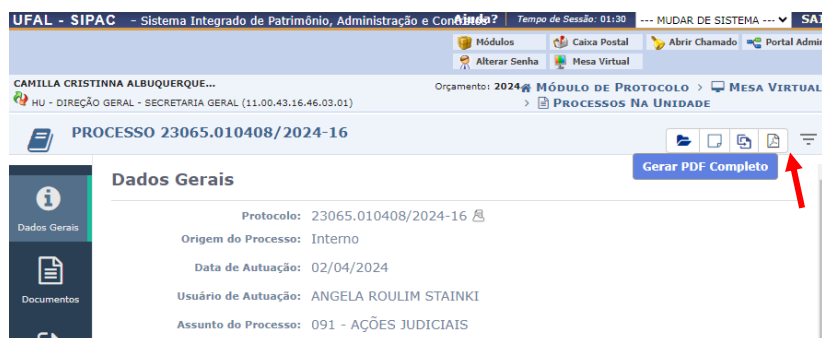 UFAL - SIPAC - Sistema Integrado de Patrimônio, Administração e Contratos
Ajuda? Tempo de Sessão: 01:30 --- MUDAR DE SISTEMA --- SAI
Módulos Caixa Postal Abrir Chamado Portal Admin
Alterar Senha Mesa Virtual
CAMILLA CRISTINNA ALBUQUERQUE...
Orçamento: 2024 MÓDULO DE PROTOCOLO > MESA VIRTUAL
HU - DIREÇÃO GERAL - SECRETARIA GERAL (11.00.43.16.46.03.01)
> PROCESSOS NA UNIDADE
PROCESSO 23065.010408/2024-16
Gerar PDF Completo
Dados Gerais
Dados Gerais
Protocolo: 23065.010408/2024-16
Origem do Processo: Interno
Data de Autuação: 02/04/2024
Documentos
Usuário de Autuação: ANGELA ROULIM STAINKI
Assunto do Processo: 091 - AÇÕES JUDICIAIS